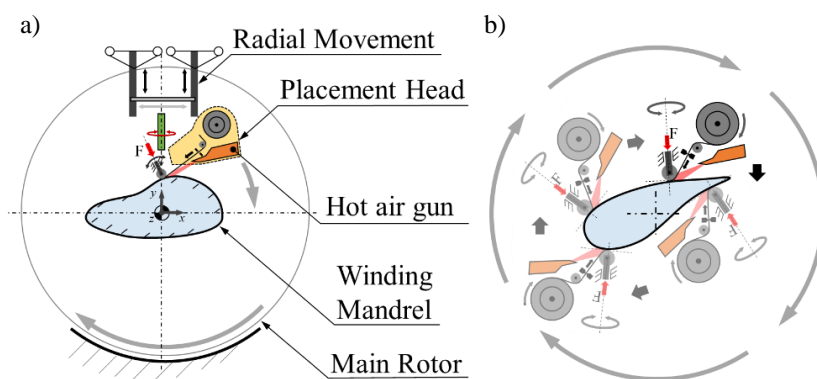 a)
Radial Movement
Placement Head
F
y
z
x
Hot air gun
Winding
Mandrel
Main Rotor
b)
F
F
F
F